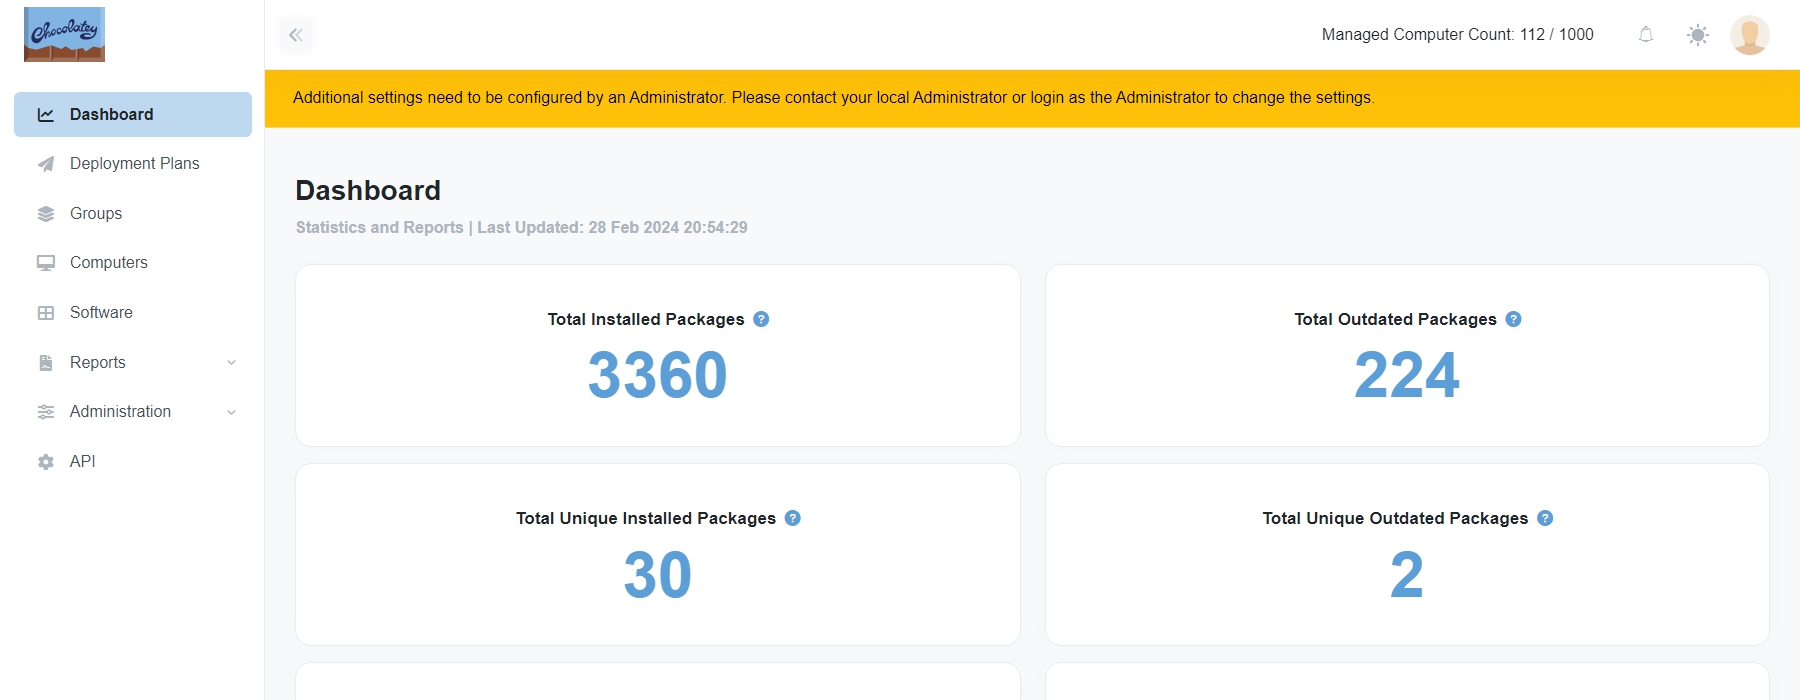 Chocolatey
Managed Computer Count: 112 / 1000
Additional settings need to be configured by an Administrator. Please contact your local Administrator or login as the Administrator to change the settings.
Dashboard
Deployment Plans
Groups
Computers
Software
Reports
Administration
API
Dashboard
Statistics and Reports | Last Updated: 28 Feb 2024 20:54:29
Total Installed Packages ?
3360
Total Outdated Packages ?
224
Total Unique Installed Packages ?
30
Total Unique Outdated Packages ?
2